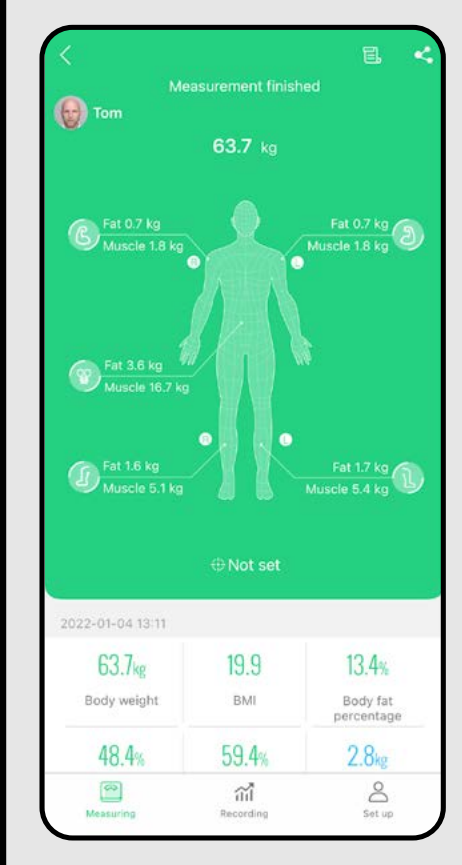 Measurement finished
Tom
63.7 kg
Fat 0.7 kg
Muscle 1.8 kg
Fat 0.7 kg
Muscle 1.8 kg
R
L
Fat 3.6 kg
Muscle 16.7 kg
R
L
Fat 1.6 kg
Muscle 5.1 kg
Fat 1.7 kg
Muscle 5.4 kg
Not set
2022-01-04 13:11
63.7kg
19.9
13.4%
Body weight
BMI
Body fat
percentage
48.4%
59.4%
2.8kg
Measuring
Recording
Set up